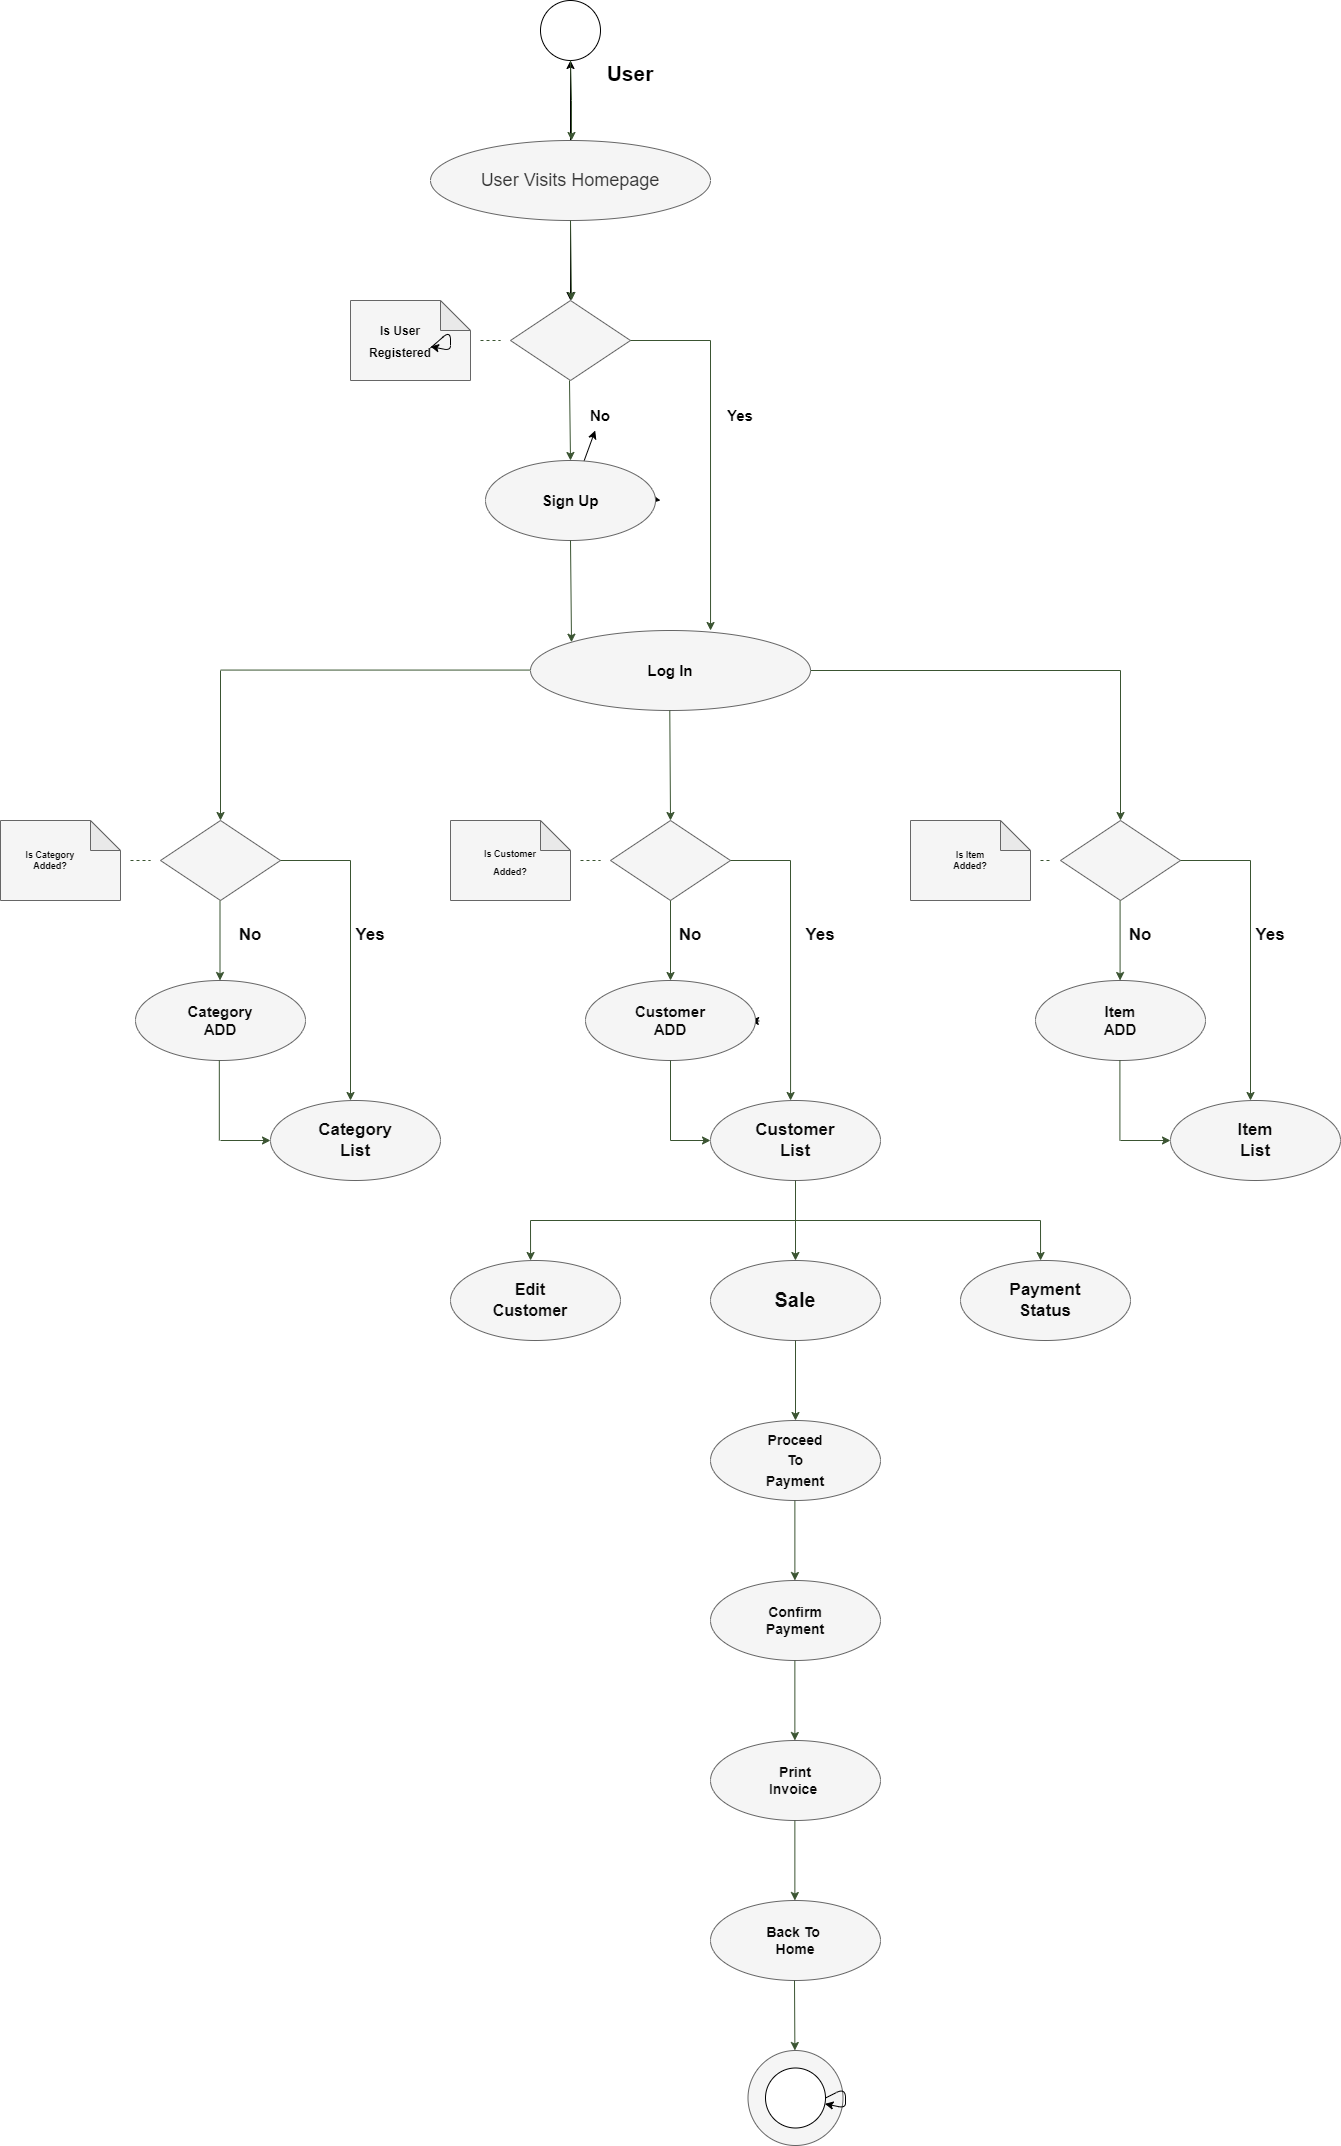 User
User Visits Homepage
Is User
Registered
No
Yes
Sign Up
Log In
Is Category
Added?
Is Customer
Added?
Is Item
Added?
No
Yes
No
Yes
No
Yes
Category
ADD
Customer
ADD
Item
ADD
Category
List
Customer
List
Item
List
Edit
Customer
Sale
Payment
Status
Proceed
To
Payment
Confirm
Payment
Print
Invoice
Back To
Home